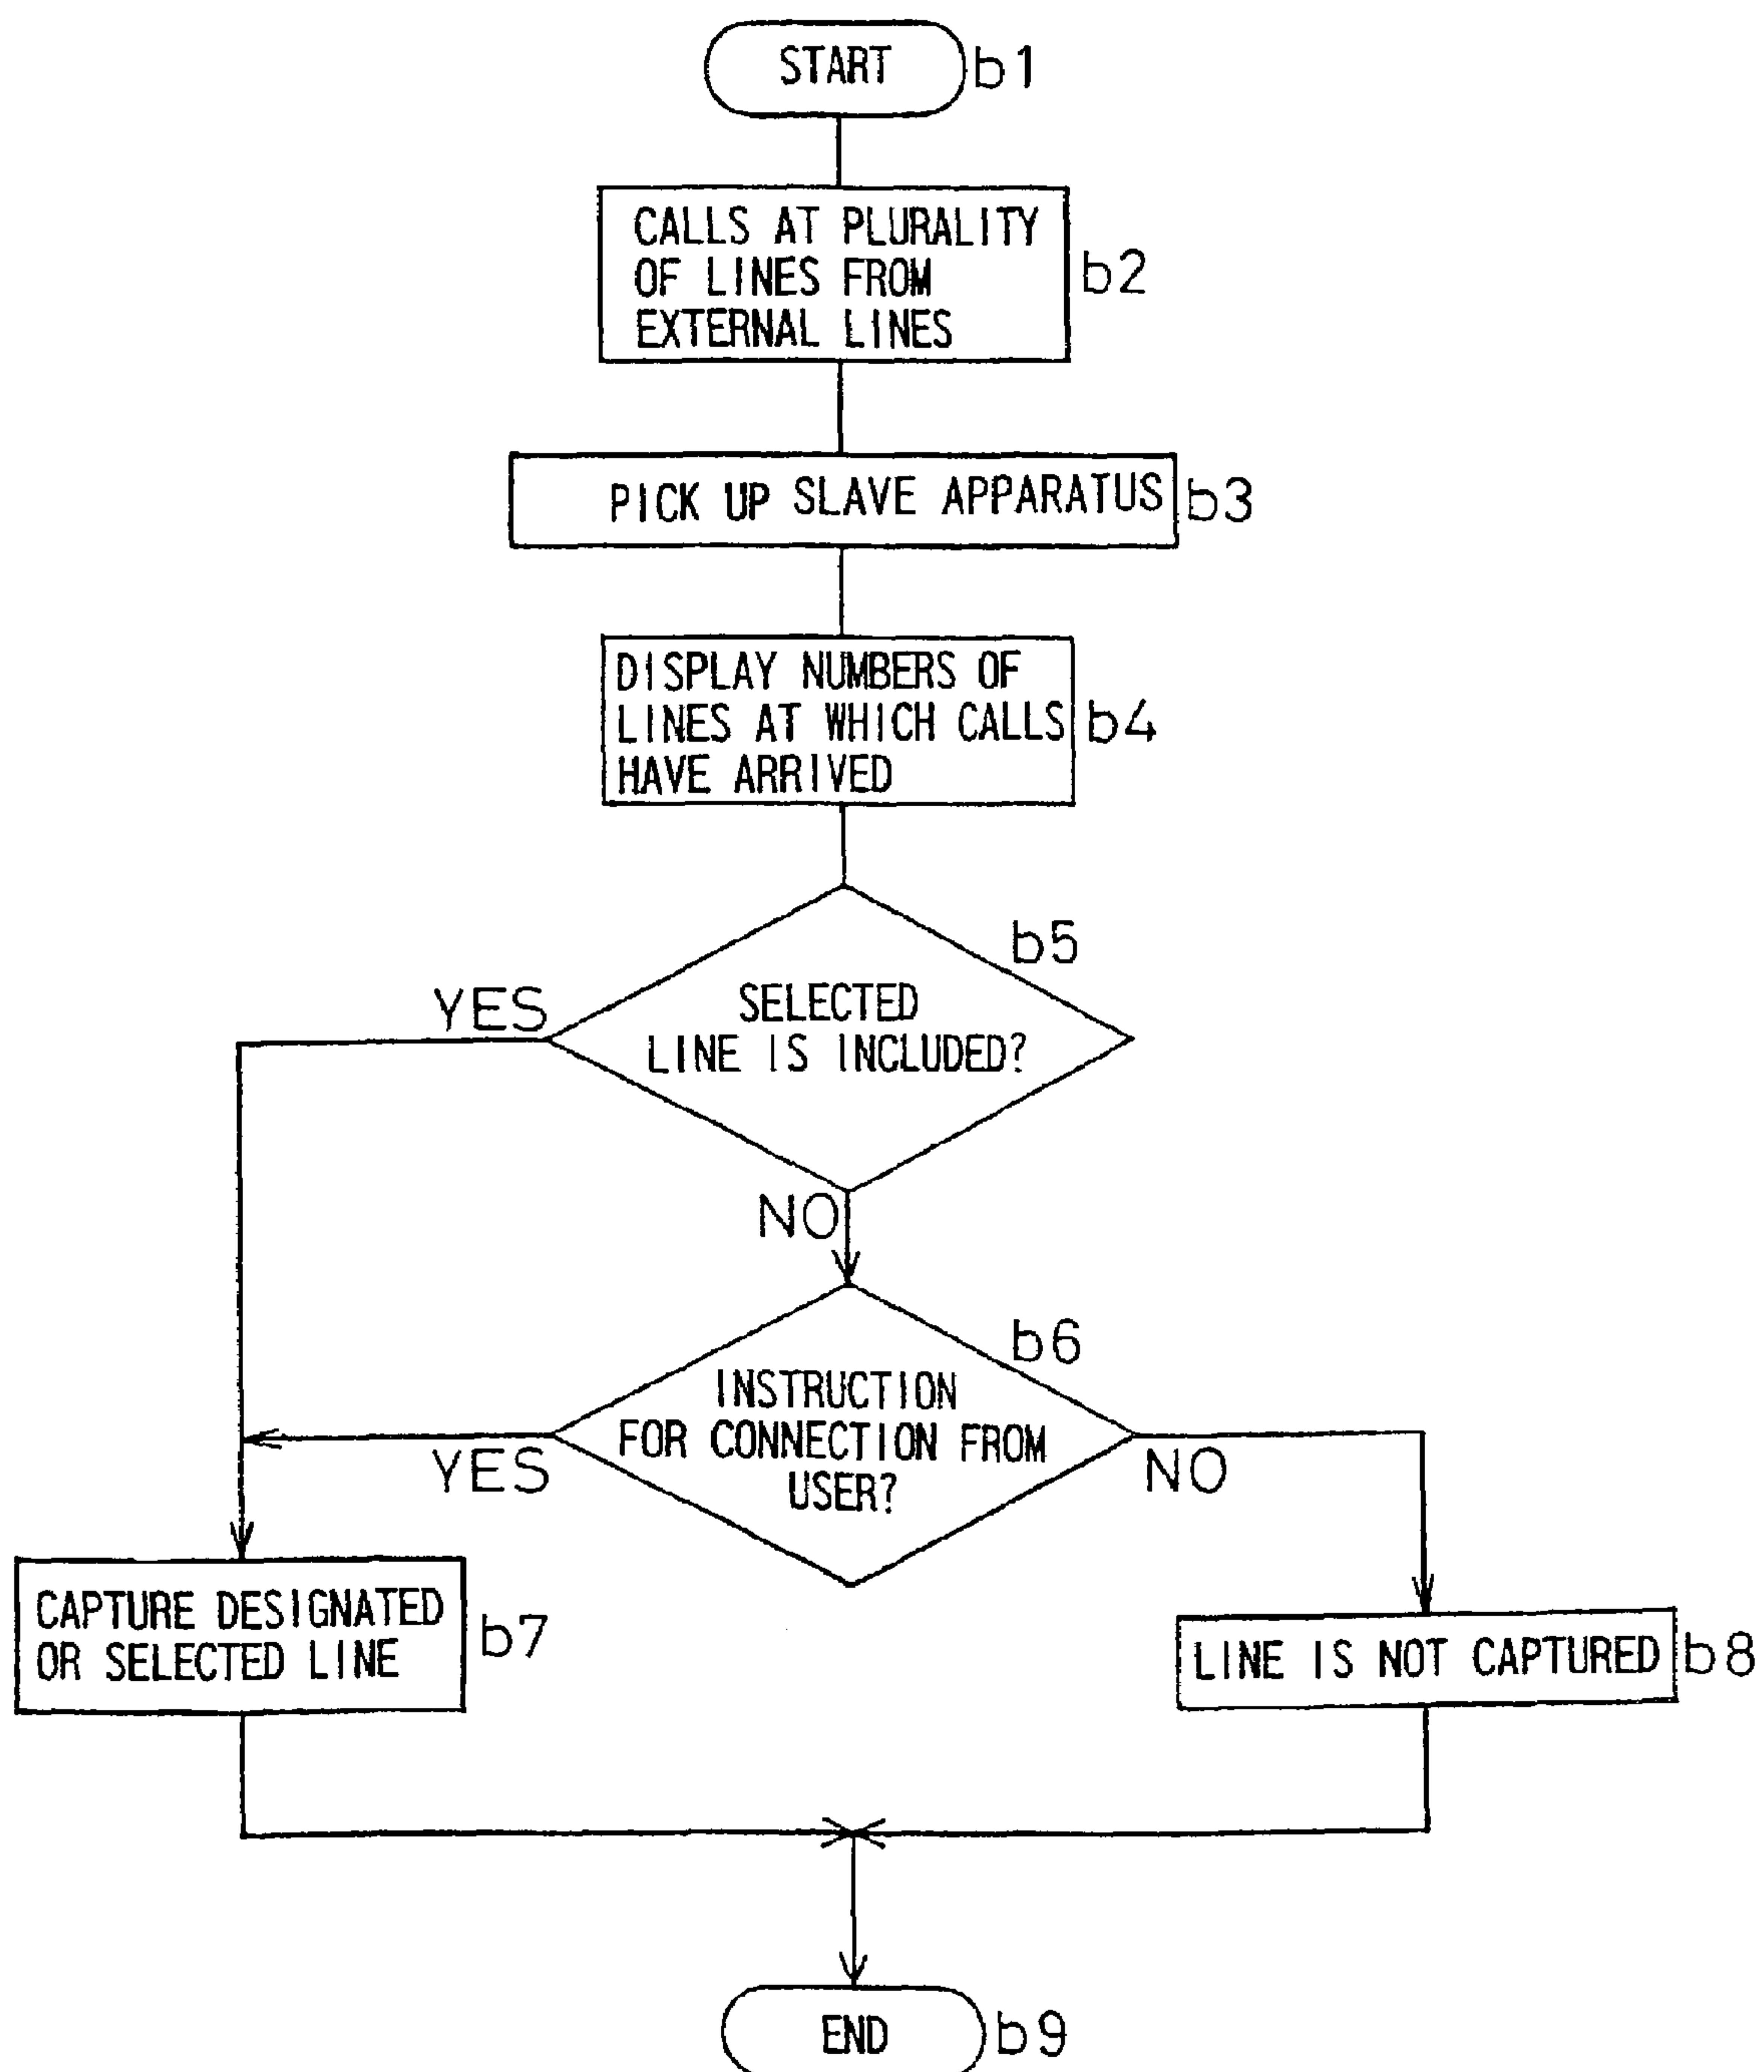 START b1
CALLS AT PLURALITY
OF LINES FROM
EXTERNAL LINES
b2
PICK UP SLAVE APPARATUS b3
DISPLAY NUMBERS OF
LINES AT WHICH CALLS
HAVE ARRIVED
b4
b5
SELECTED
LINE IS INCLUDED?
YES
NO
b6
INSTRUCTION
FOR CONNECTION FROM
USER?
YES
NO
CAPTURE DESIGNATED
OR SELECTED LINE
b7
LINE IS NOT CAPTURED b8
END b9